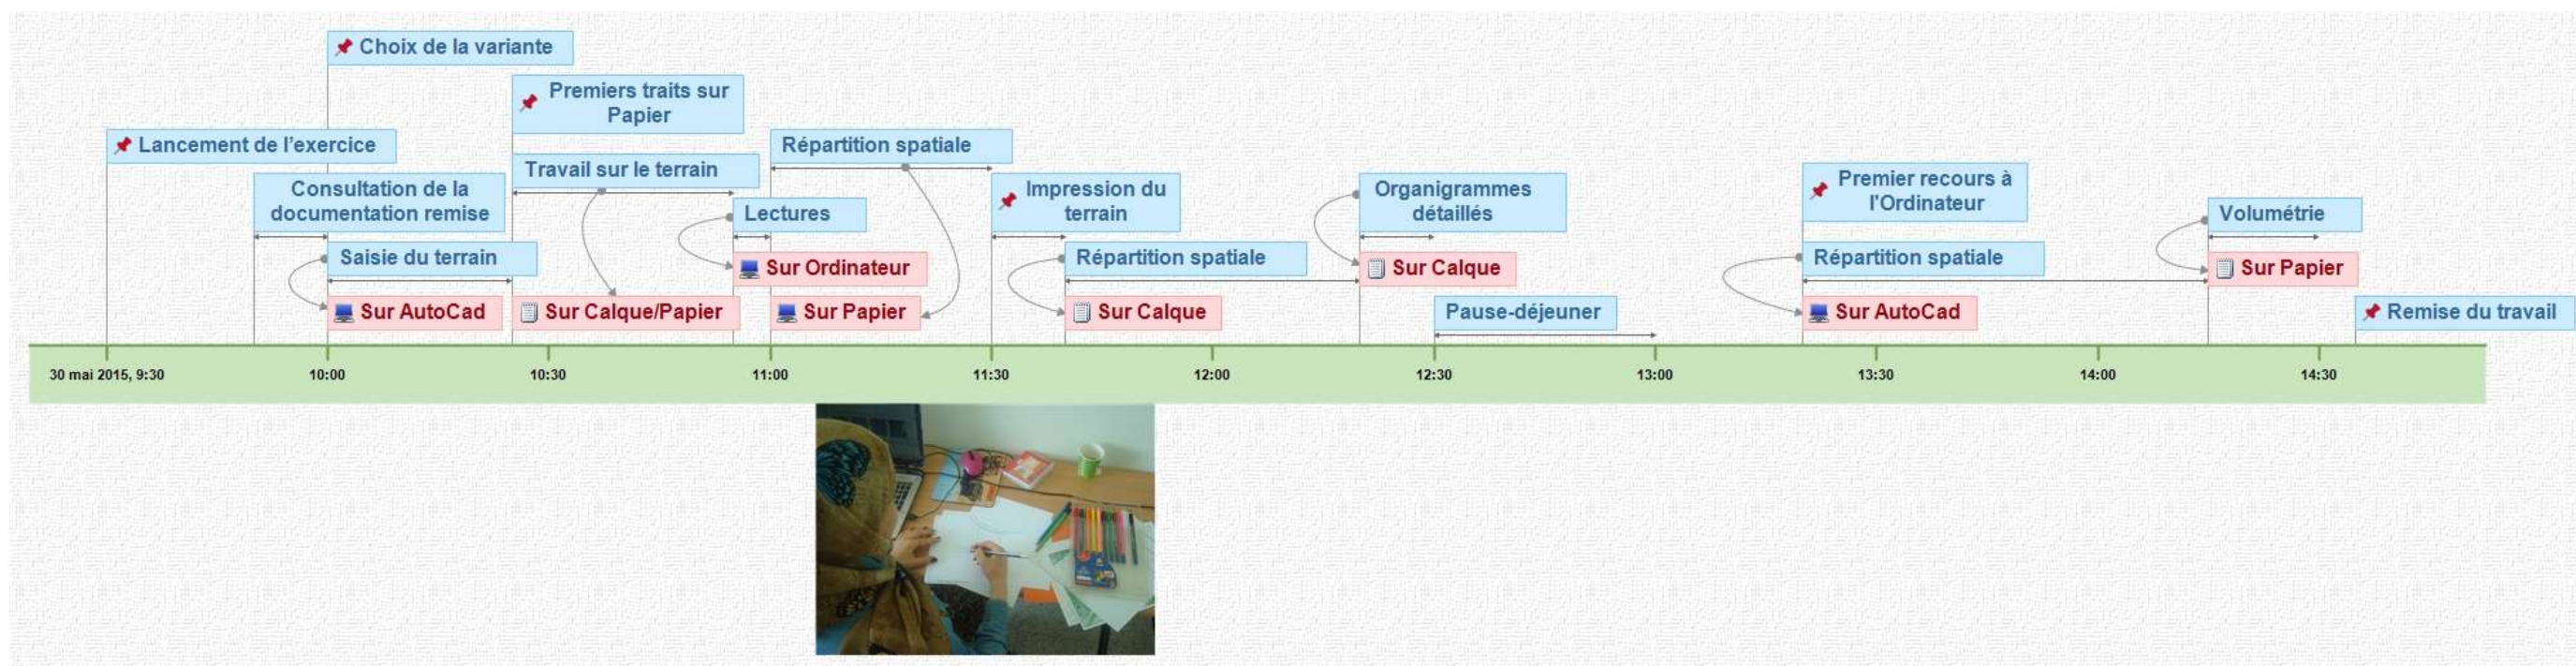 Choix de la variante
Premiers traits sur
Papier
Lancement de l'exercice
Répartition spatiale
Travail sur le terrain
Consultation de la
documentation remise
Impression du
terrain
Organigrammes
détaillés
Premier recours à
l'Ordinateur
Lectures
Volumétrie
Saisie du terrain
Répartition spatiale
Répartition spatiale
Sur Ordinateur
Sur Calque
Sur Papier
Sur AutoCad
Sur Calque/Papier
Sur Papier
Sur Calque
Pause-déjeuner
Sur AutoCad
Remise du travail
30 mai 2015, 9:30
10:00
10:30
11:00
11:30
12:00
12:30
13:00
13:30
14:00
14:30